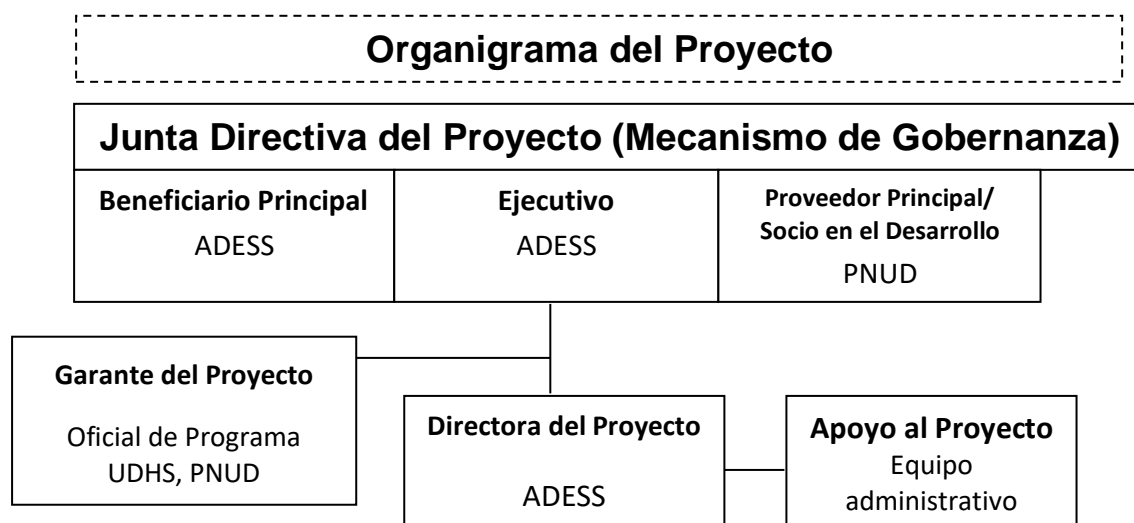 Organigrama del Proyecto
Junta Directiva del Proyecto (Mecanismo de Gobernanza)
Beneficiario Principal
ADESS
Ejecutivo
ADESS
Proveedor Principal/
Socio en el Desarrollo
PNUD
Garante del Proyecto
Oficial de Programa
UDHS, PNUD
Directora del Proyecto
ADESS
Apoyo al Proyecto
Equipo
administrativo